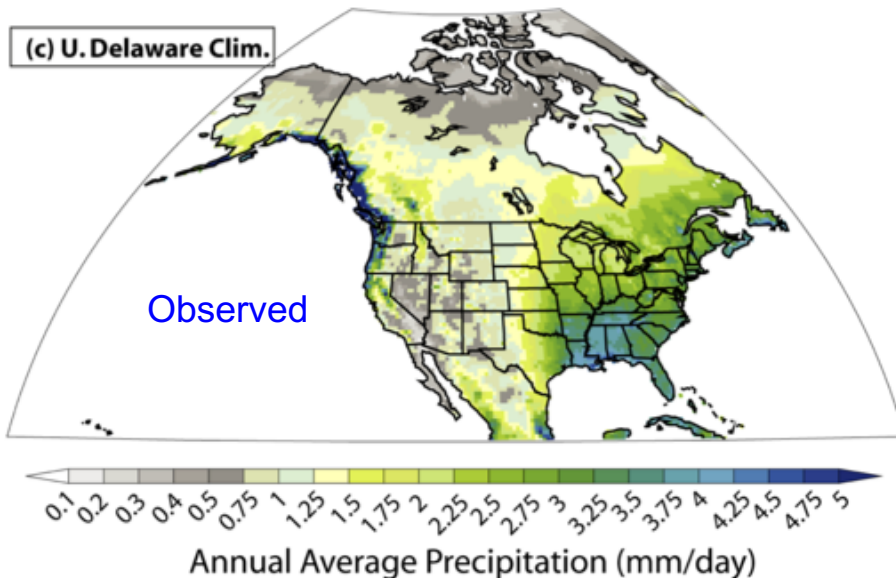 (c) U. Delaware Clim.
Observed
0.1 0.2 0.3 0.4 0.5 0.75 1 1.25 1.5 1.75 2 2.25 2.5 2.75 3 3.25 3.5 3.75 4 4.25 4.5 4.75 5
Annual Average Precipitation (mm/day)